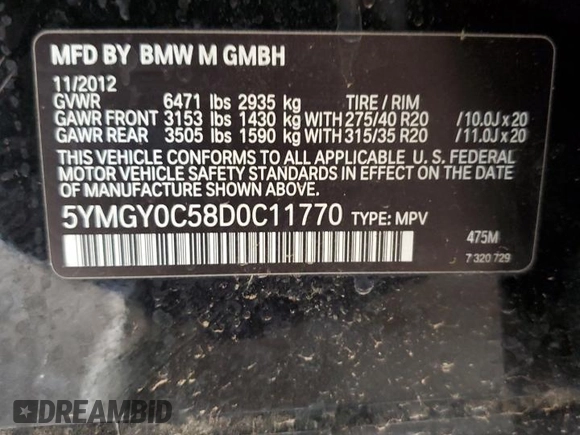 MFD BY BMW M GMBH
11/2012
GVWR 6471 lbs 2935 kg TIRE / RIM
GAWR FRONT 3153 lbs 1430 kg WITH 275/40 R20 /10.0J x 20
GAWR REAR 3505 lbs 1590 kg WITH 315/35 R20 /11.0J x 20
THIS VEHICLE CONFORMS TO ALL APPLICABLE U. S. FEDERAL
MOTOR VEHICLE SAFETY STANDARDS IN EFFECT ON THE DATE OF
MANUFACTURE SHOWN ABOVE.
5YMGY0C58D0C11770 TYPE: MPV
475M
7 320 729
DREAMBID